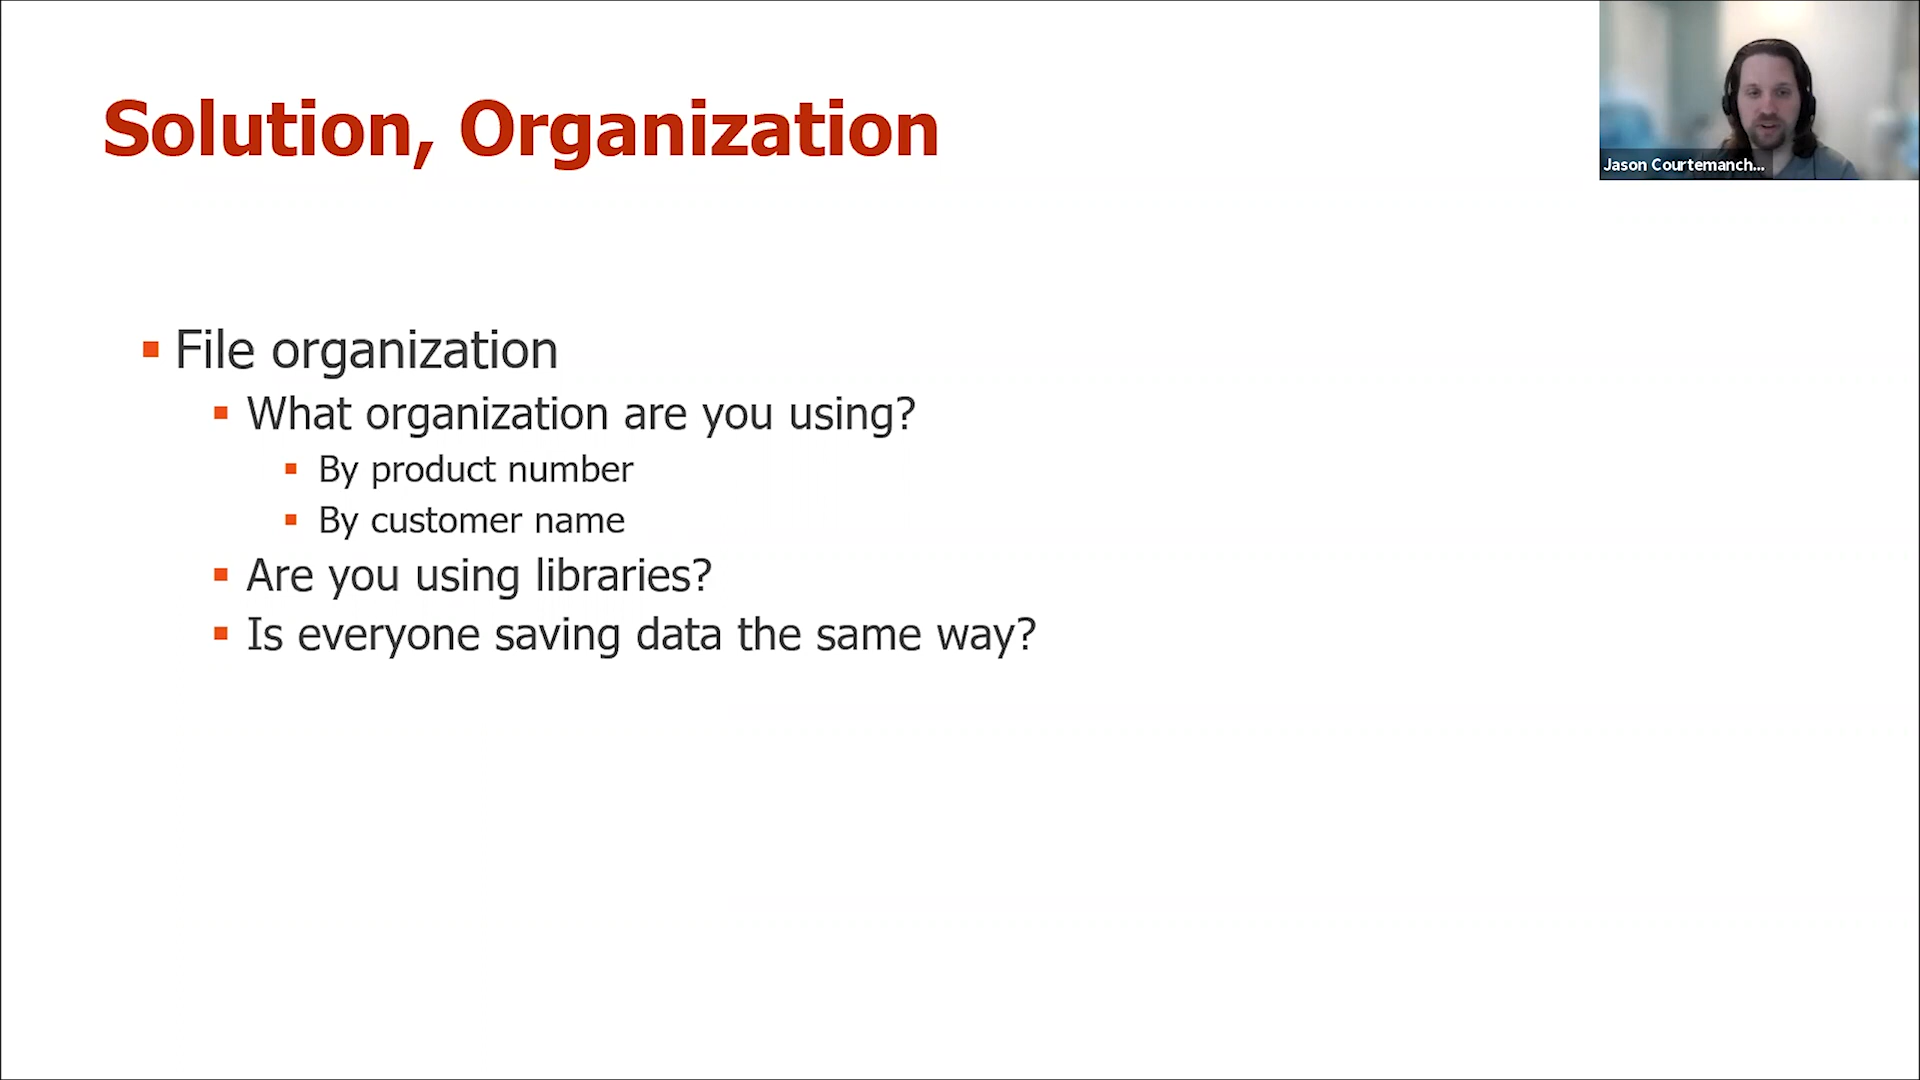 Solution, Organization
Jason Courtemanch...
File organization
What organization are you using?
By product number
By customer name
Are you using libraries?
Is everyone saving data the same way?